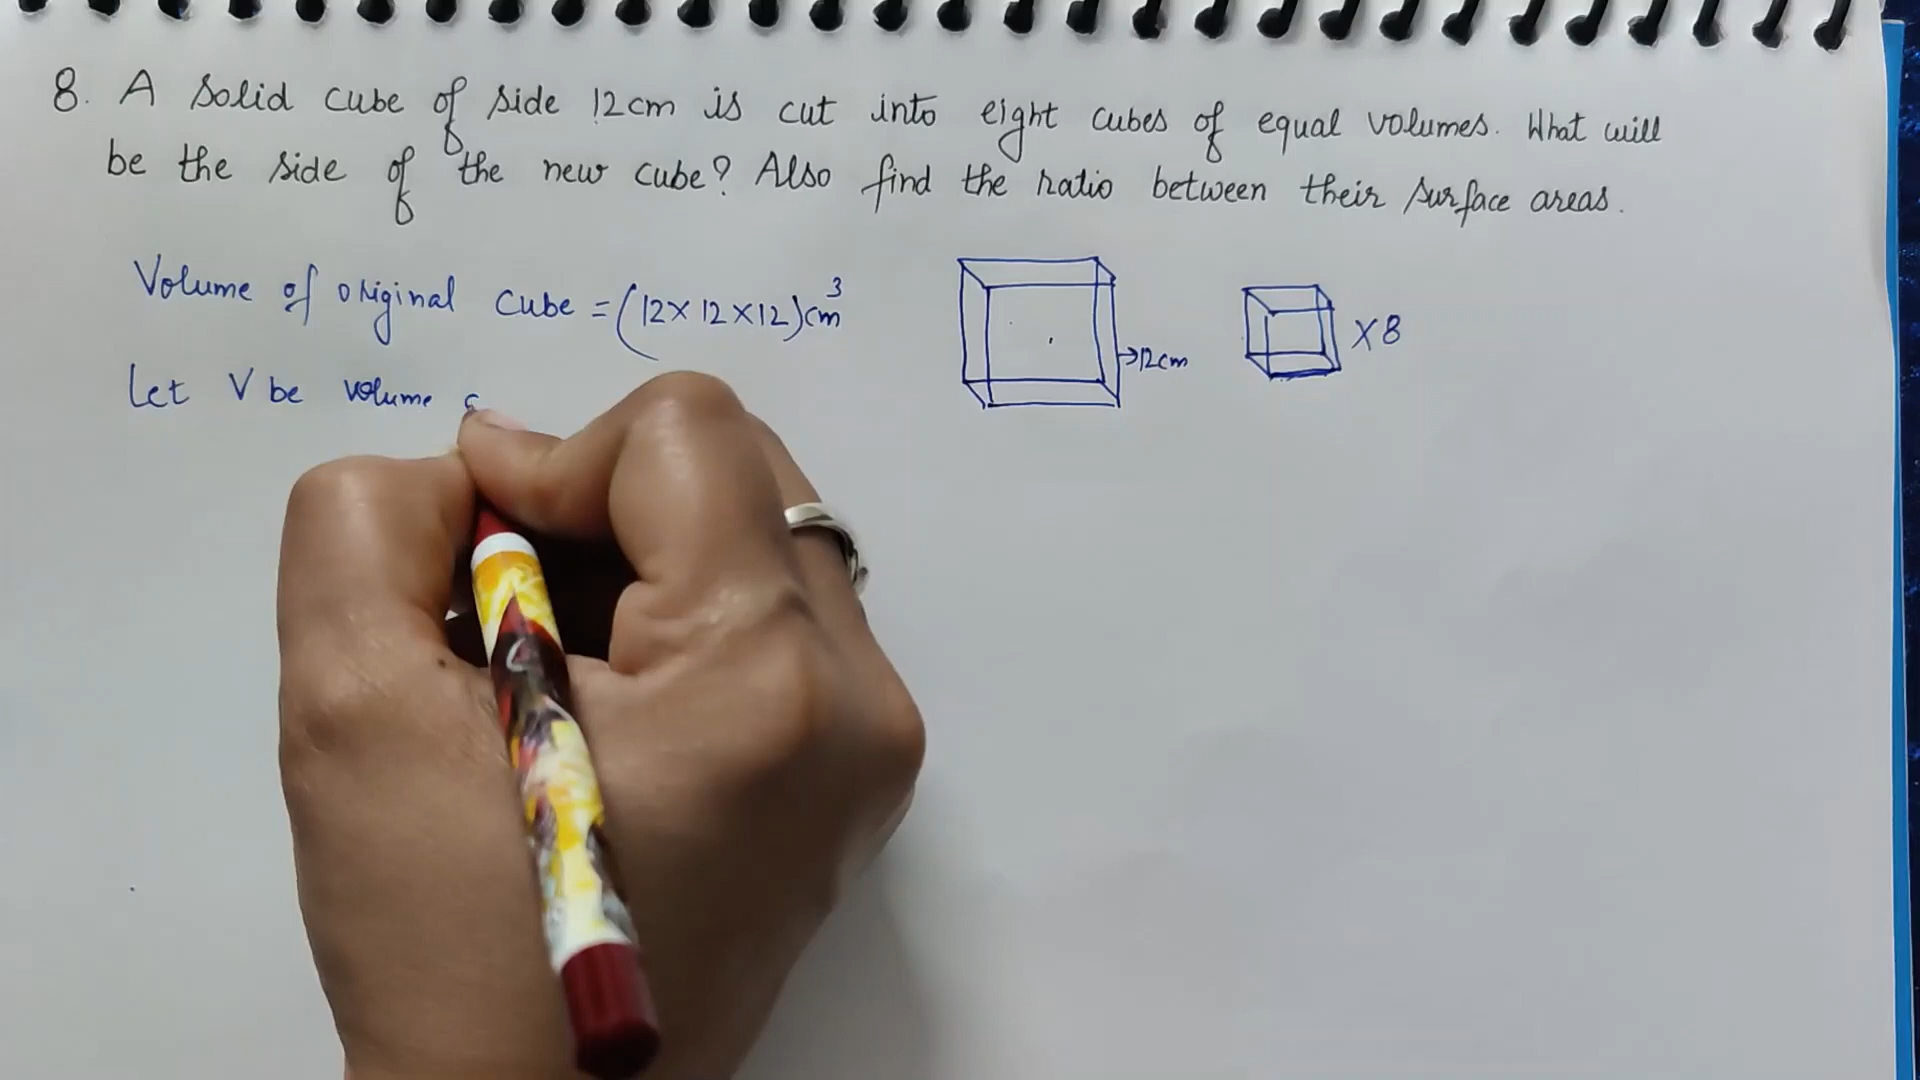 8. A solid cube of side 12cm is cut into eight cubes of equal volumes. What will
be the side of the new cube? Also find the ratio between their surface areas.
Volume of original cube = (12 × 12 × 12) cm³
→12cm
X 8
Let V be volume